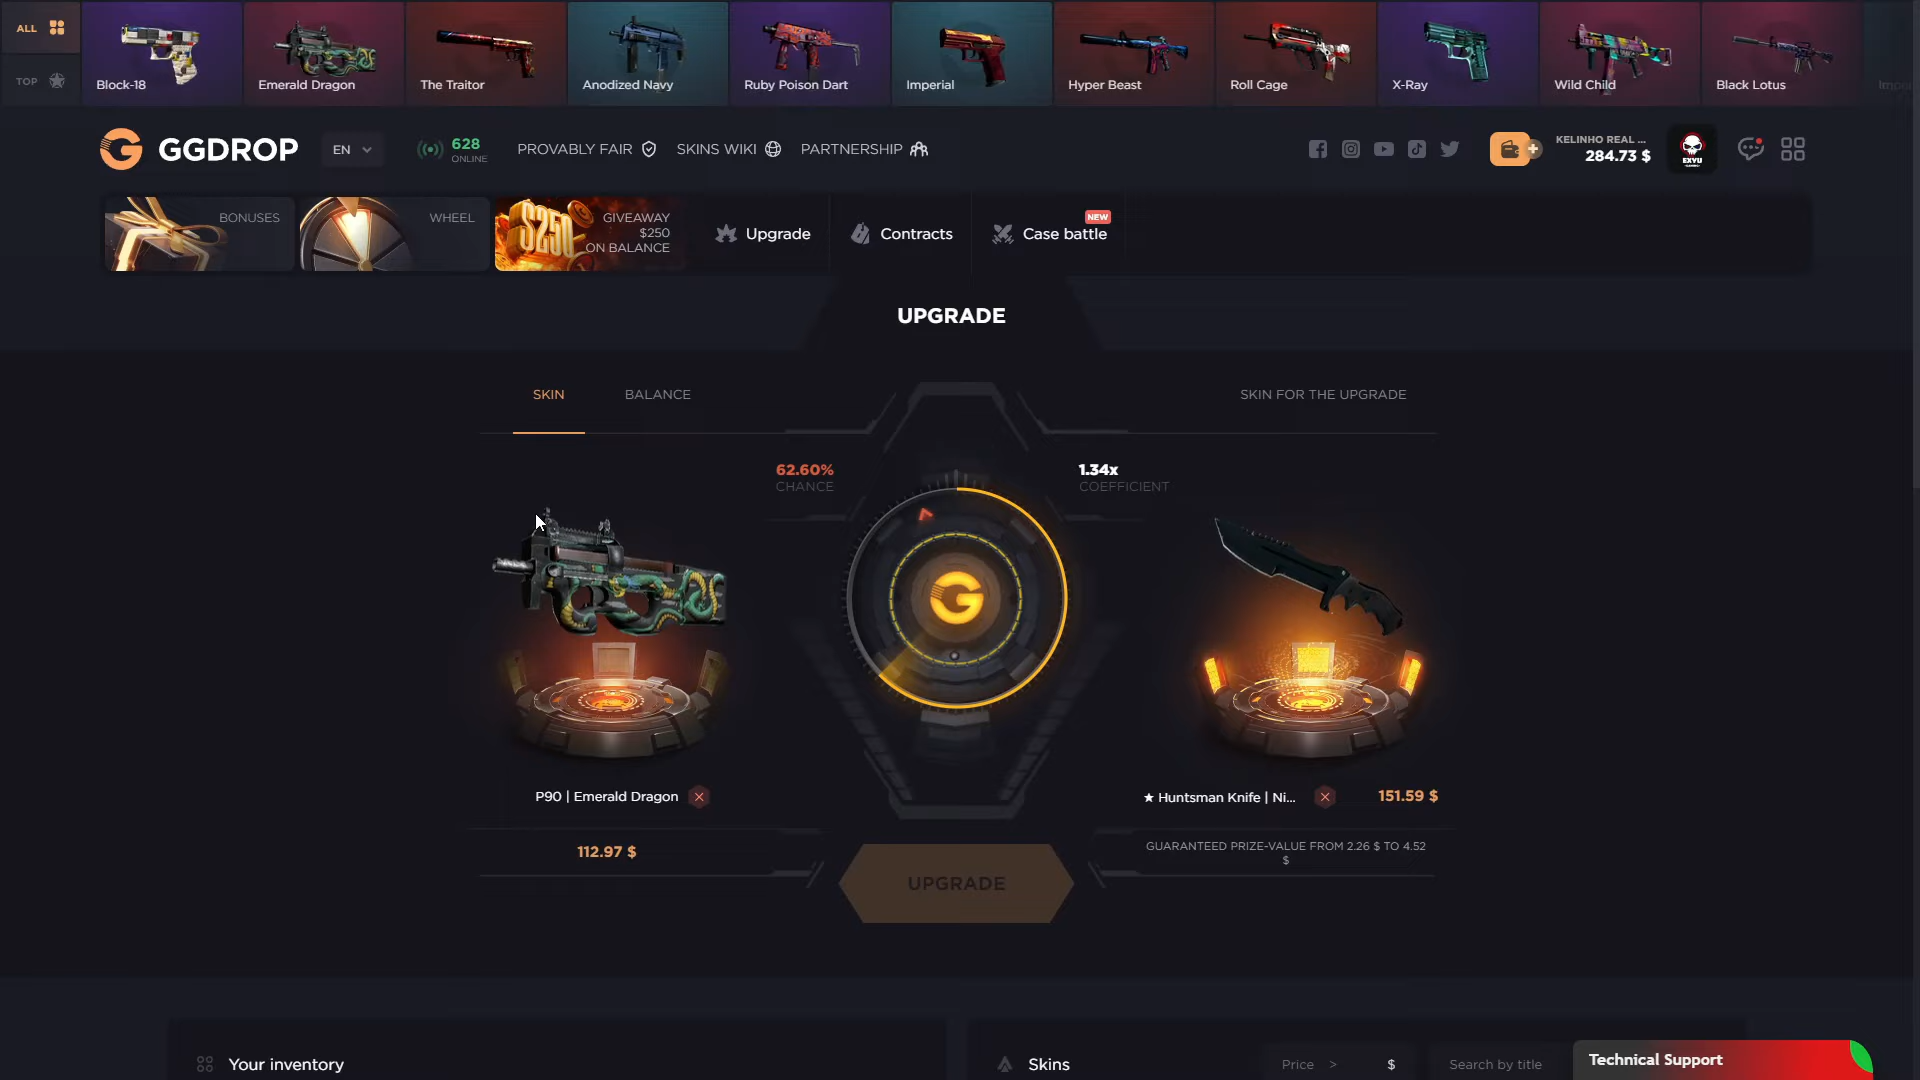 ALL
TOP
Block-18
Emerald Dragon
The Traitor
Anodized Navy
Ruby Poison Dart
Imperial
Hyper Beast
Roll Cage
X-Ray
Wild Child
Black Lotus
GGDROP
EN
628
ONLINE
PROVABLY FAIR
SKINS WIKI
PARTNERSHIP
KELINHO REAL ...
284.73 $
EXYU
BONUSES
WHEEL
$250
GIVEAWAY
$250
ON BALANCE
Upgrade
Contracts
NEW
Case battle
UPGRADE
SKIN
BALANCE
SKIN FOR THE UPGRADE
62.60%
CHANCE
1.34x
COEFFICIENT
P90 | Emerald Dragon
★ Huntsman Knife | Ni...
151.59 $
112.97 $
GUARANTEED PRIZE-VALUE FROM 2.26 $ TO 4.52
$
UPGRADE
Your inventory
Skins
Price >
$
Search by title
Technical Support